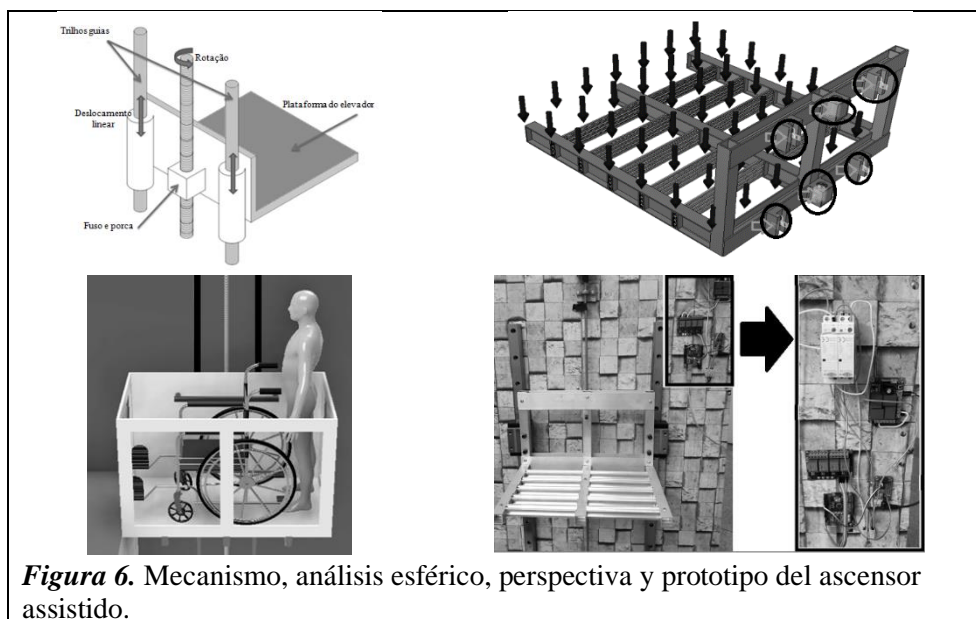 Trilhos guias
Rotação
Plataforma do elevador
Deslocamento
linear
Fuso e porca
Figura 6. Mecanismo, análisis esférico, perspectiva y prototipo del ascensor
assistido.